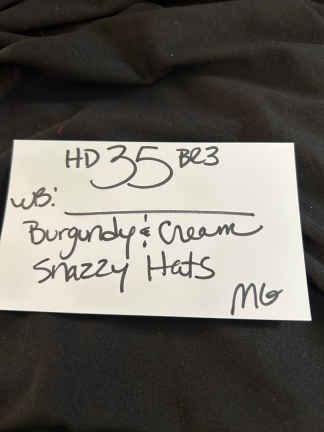 HD 35 BR3
WB:
Burgundy & Cream
Snazzy Hats
MG